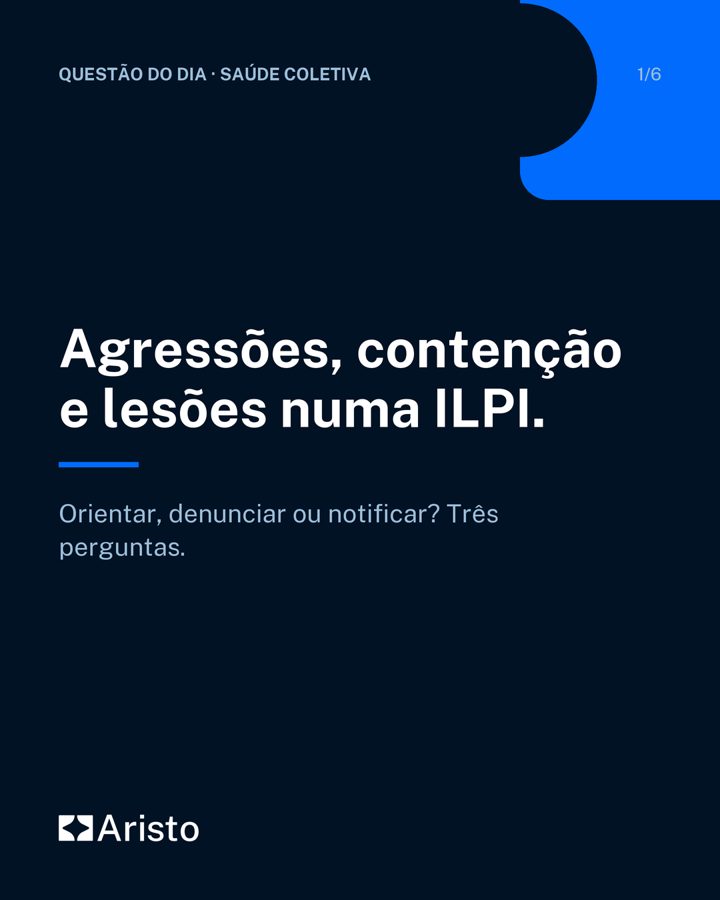 QUESTÃO DO DIA · SAÚDE COLETIVA
1/6
Agressões, contenção
e lesões numa ILPI.
Orientar, denunciar ou notificar? Três
perguntas.
Aristo